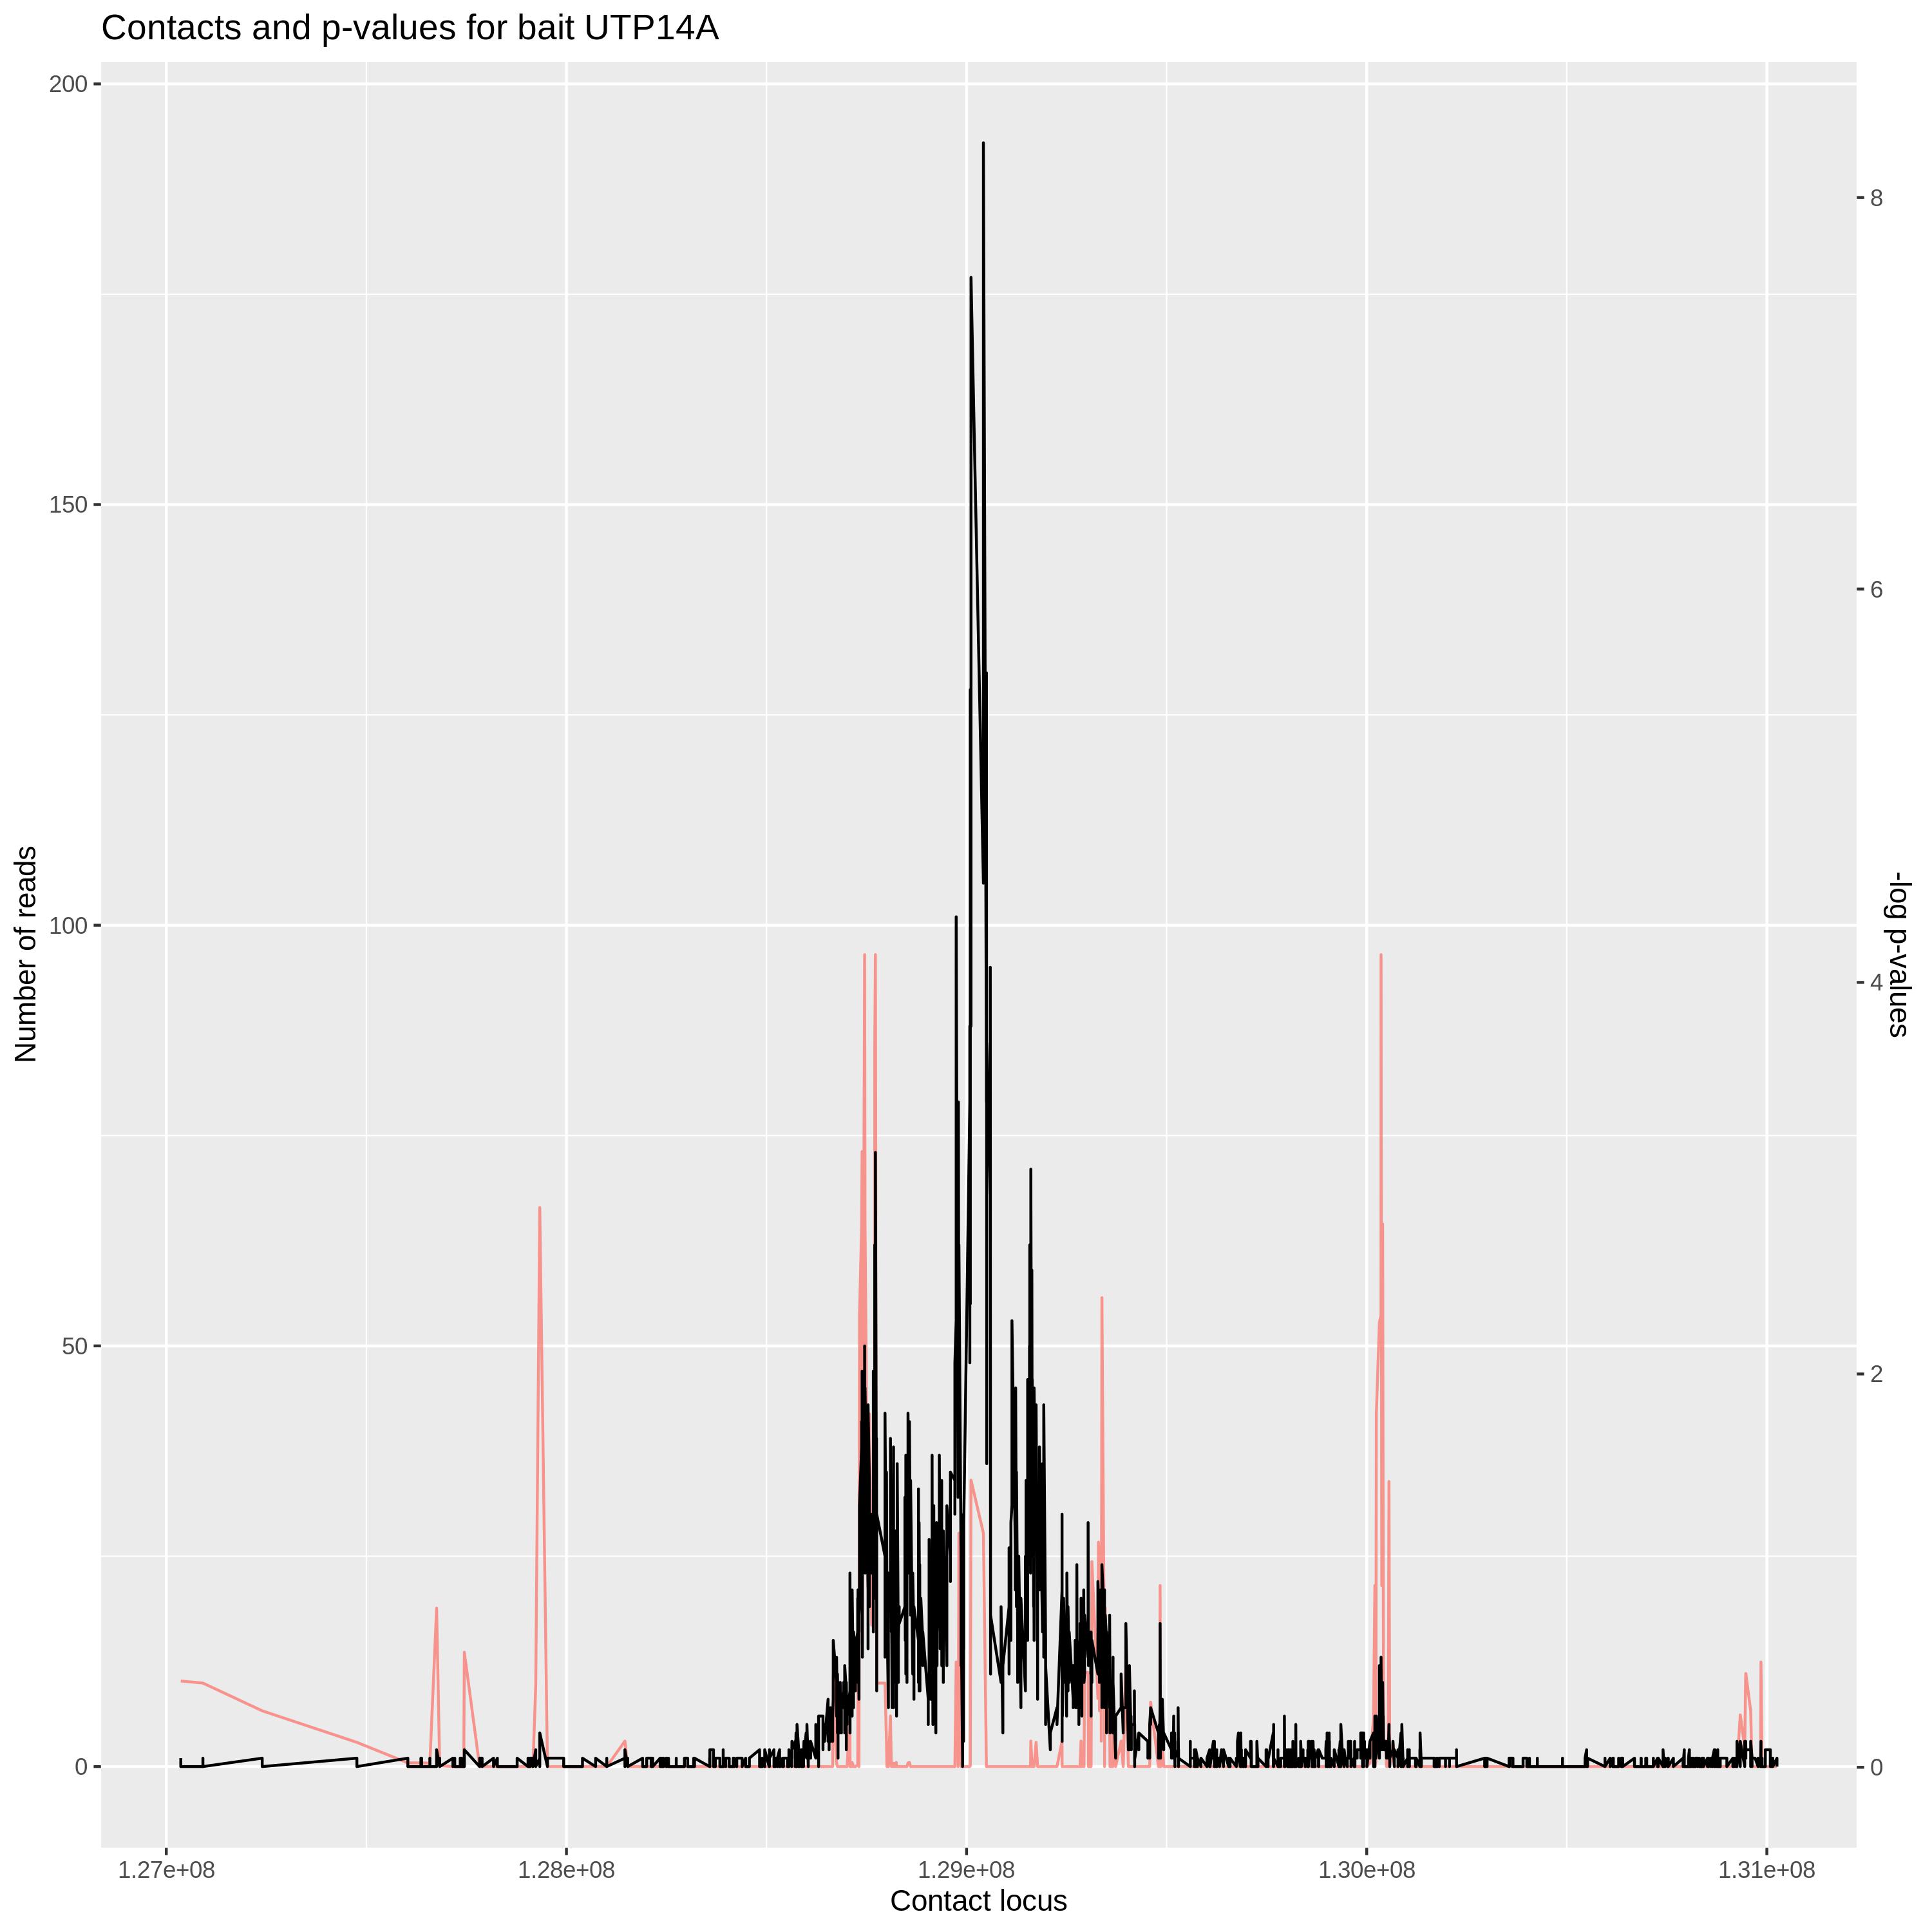 Contacts and p-values for bait UTP14A
200
150
100
50
0
Number of reads
8
6
4
2
0
-log p-values
1.27e+08
1.28e+08
1.29e+08
1.30e+08
1.31e+08
Contact locus